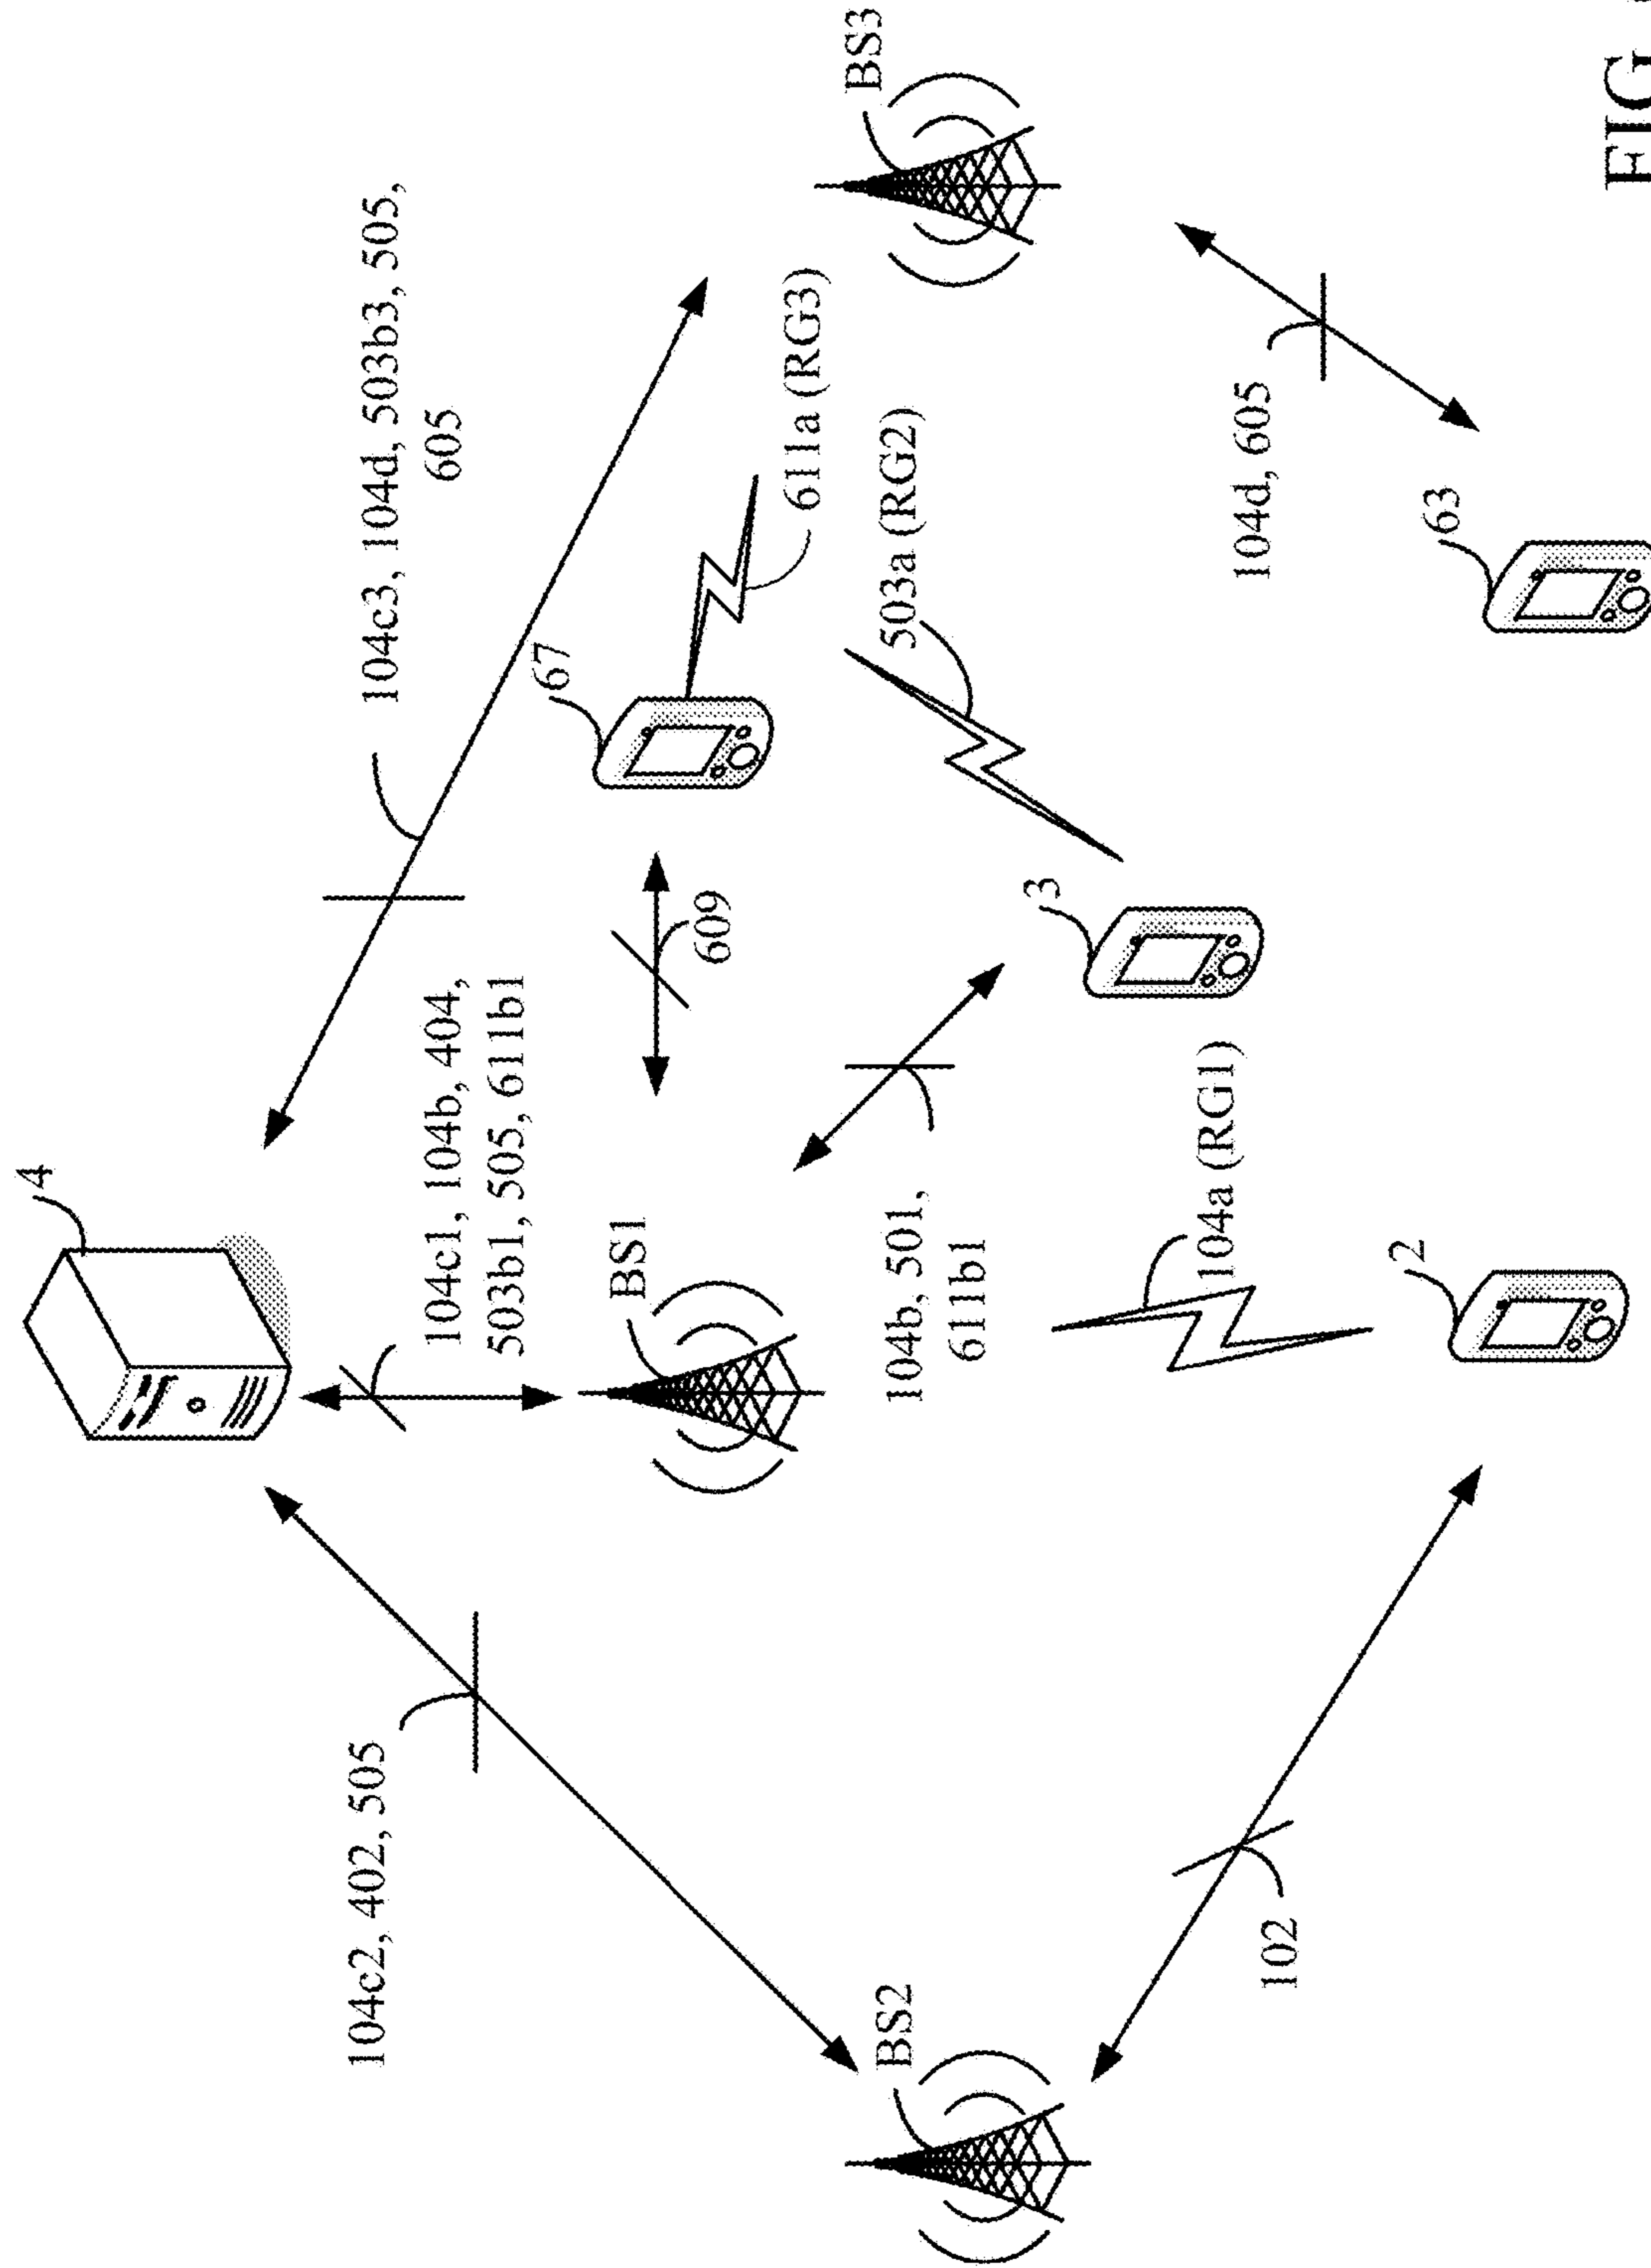 4
104c2, 402, 505
104c3, 104d, 503b3, 505,
605
104c1, 104b, 404,
503b1, 505, 611b1
67
BS1
609
611a (RG3)
BS3
BS2
503a (RG2)
104b, 501,
611b1
3
104a (RG1)
104d, 605
102
2
63
FIG